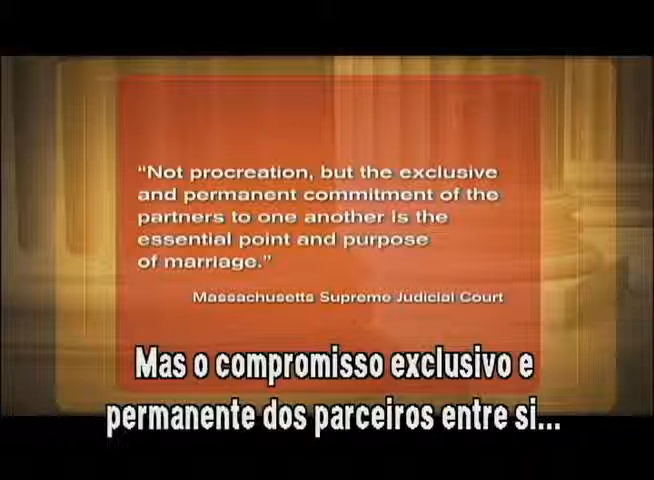 “Not procreation, but the exclusive
and permanent commitment of the
partners to one another is the
essential point and purpose
of marriage.”
Massachusetts Supreme Judicial Court
Mas o compromisso exclusivo e
permanente dos parceiros entre si...